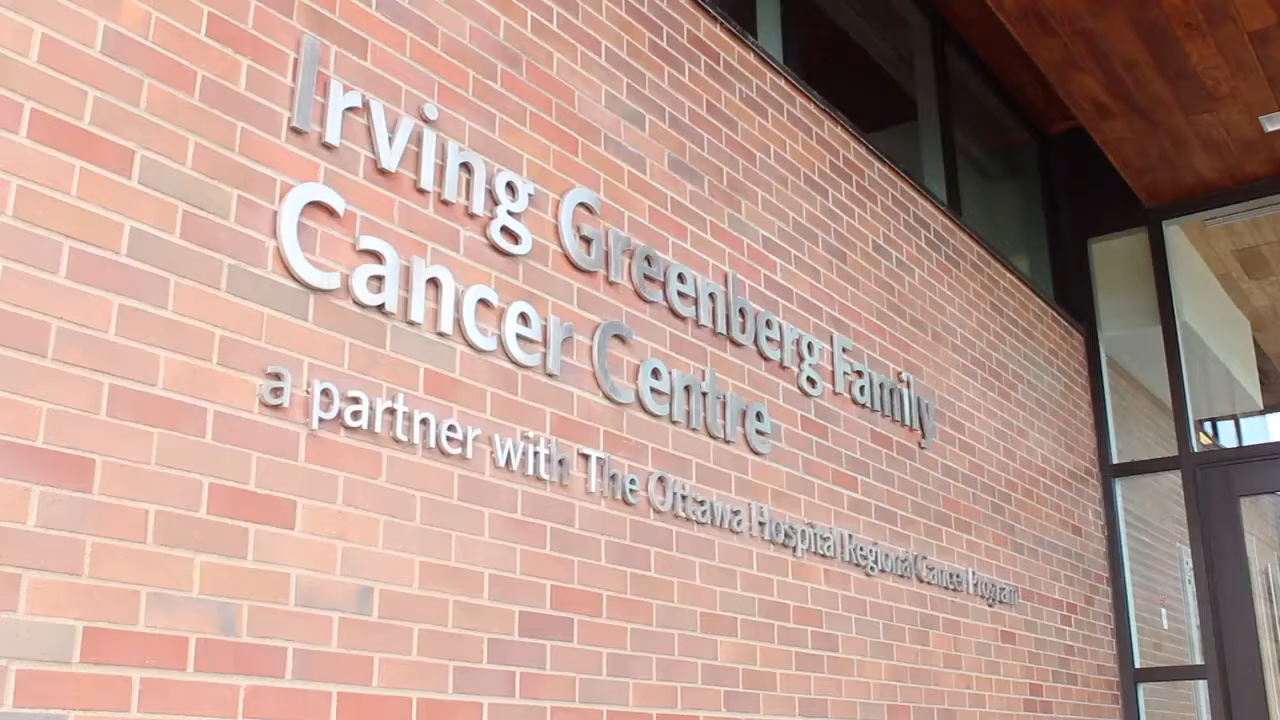 Irving Greenberg Family
Cancer Centre
a partner with The Ottawa Hospital Regional Cancer Program